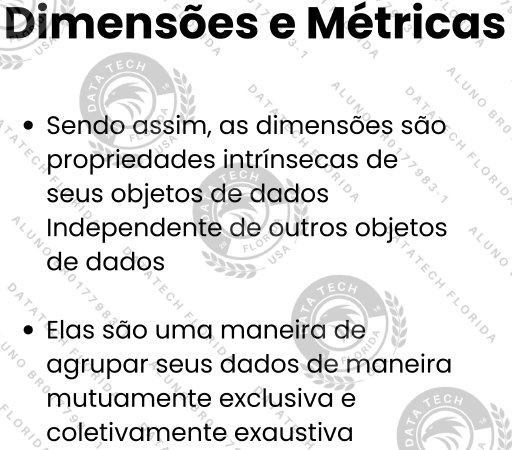 Dimensões e Métricas
Sendo assim, as dimensões são
propriedades intrínsecas de
seus objetos de dados
Independente de outros objetos
de dados
Elas são uma maneira de
agrupar seus dados de maneira
mutuamente exclusiva e
coletivamente exaustiva